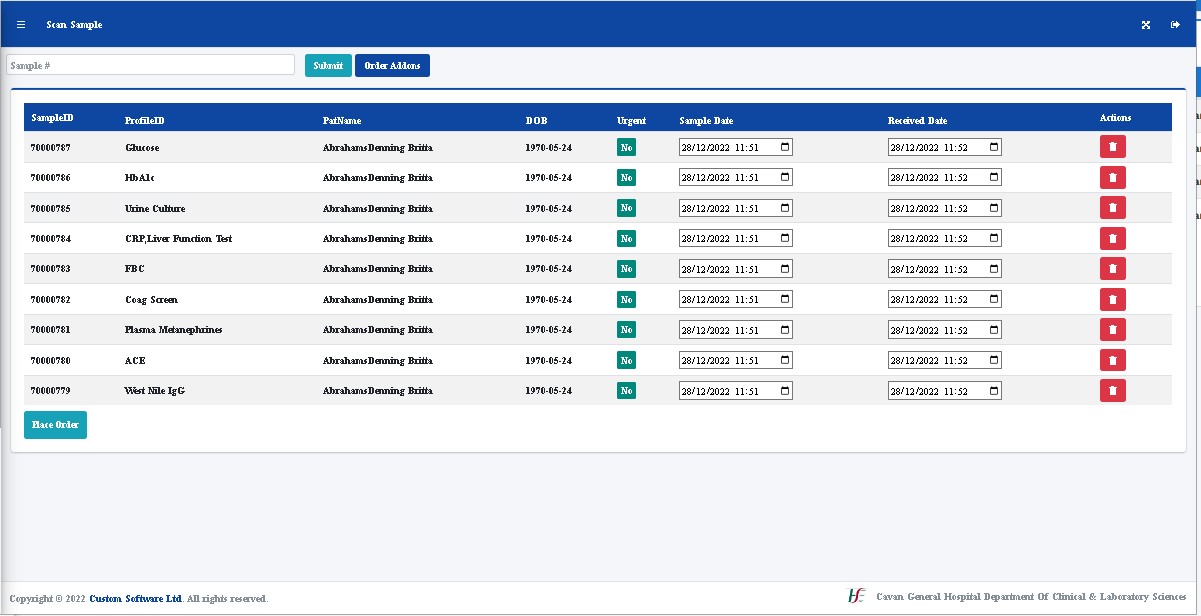 Scan Sample
Sample # Submit Order Addons
SampleID ProfileID PatName DOB Urgent Sample Date Received Date Actions
70000787 Glucose AbrahamsDenning Britta 1970-05-24 No 28/12/2022 11:51 28/12/2022 11:52
70000786 HbA1c AbrahamsDenning Britta 1970-05-24 No 28/12/2022 11:51 28/12/2022 11:52
70000785 Urine Culture AbrahamsDenning Britta 1970-05-24 No 28/12/2022 11:51 28/12/2022 11:52
70000784 CRP,Liver Function Test AbrahamsDenning Britta 1970-05-24 No 28/12/2022 11:51 28/12/2022 11:52
70000783 FBC AbrahamsDenning Britta 1970-05-24 No 28/12/2022 11:51 28/12/2022 11:52
70000782 Coag Screen AbrahamsDenning Britta 1970-05-24 No 28/12/2022 11:51 28/12/2022 11:52
70000781 Plasma Metanephrines AbrahamsDenning Britta 1970-05-24 No 28/12/2022 11:51 28/12/2022 11:52
70000780 ACE AbrahamsDenning Britta 1970-05-24 No 28/12/2022 11:51 28/12/2022 11:52
70000779 West Nile IgG AbrahamsDenning Britta 1970-05-24 No 28/12/2022 11:51 28/12/2022 11:52
Place Order
Copyright © 2022 Custom Software Ltd. All rights reserved. Cavan General Hospital Department Of Clinical & Laboratory Sciences